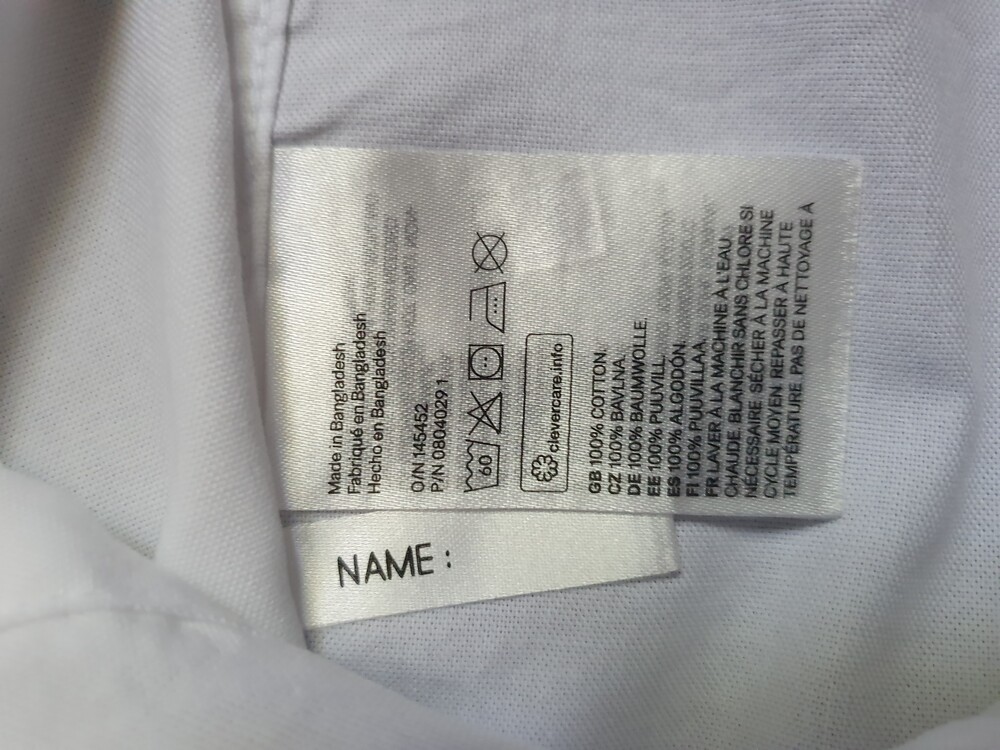 Made in Bangladesh
Fabriqué en Bangladesh
Hecho en Bangladesh
O/N 145452
P/N 08040291
60
clevercare.info
GB 100% COTTON.
CZ 100% BAVLNA.
DE 100% BAUMWOLLE.
EE 100% PUUVILL.
ES 100% ALGODÓN.
FI 100% PUUVILLAA.
FR LAVER À LA MACHINE À L'EAU
CHAUDE. BLANCHIR SANS CHLORE SI
NÉCESSAIRE. SÉCHER À LA MACHINE
CYCLE MOYEN. REPASSER À HAUTE
TEMPÉRATURE. PAS DE NETTOYAGE À
NAME :